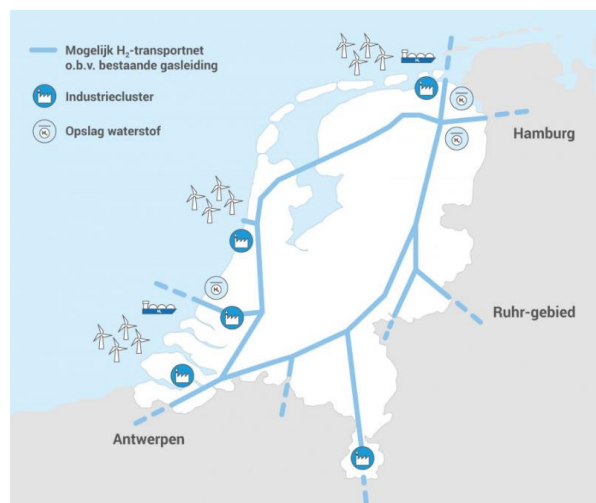 Mogelijk H₂-transportnet
o.b.v. bestaande gasleiding
Industriecluster
Opslag waterstof
Hamburg
Ruhr-gebied
Antwerpen